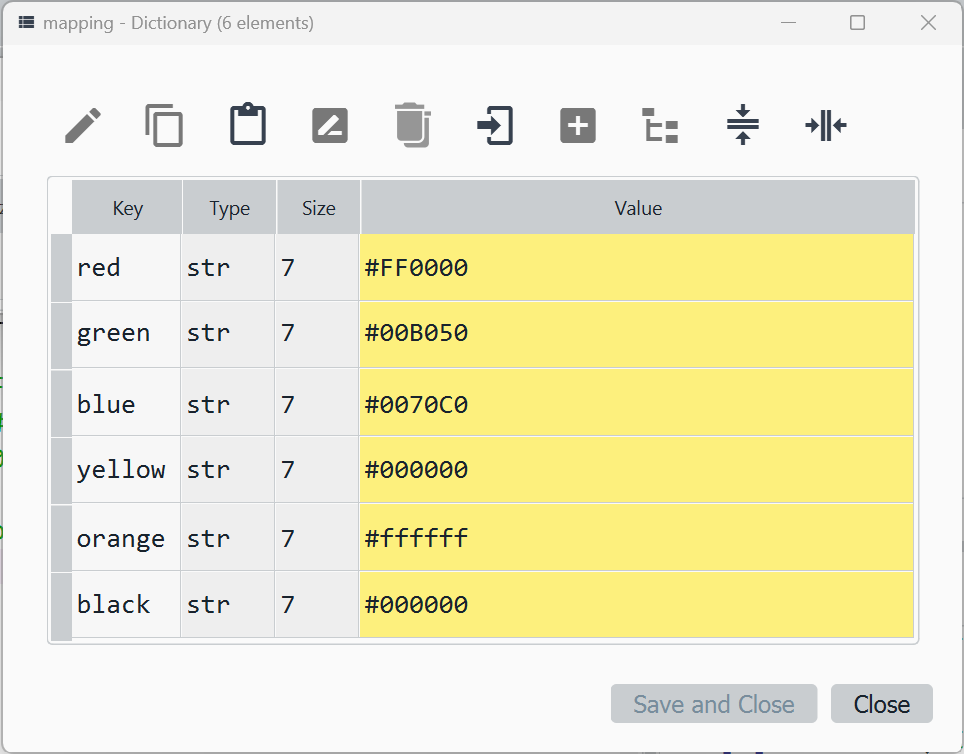 mapping - Dictionary (6 elements)
Key Type Size Value
red str 7 #FF0000
green str 7 #00B050
blue str 7 #0070C0
yellow str 7 #000000
orange str 7 #ffffff
black str 7 #000000
Save and Close Close